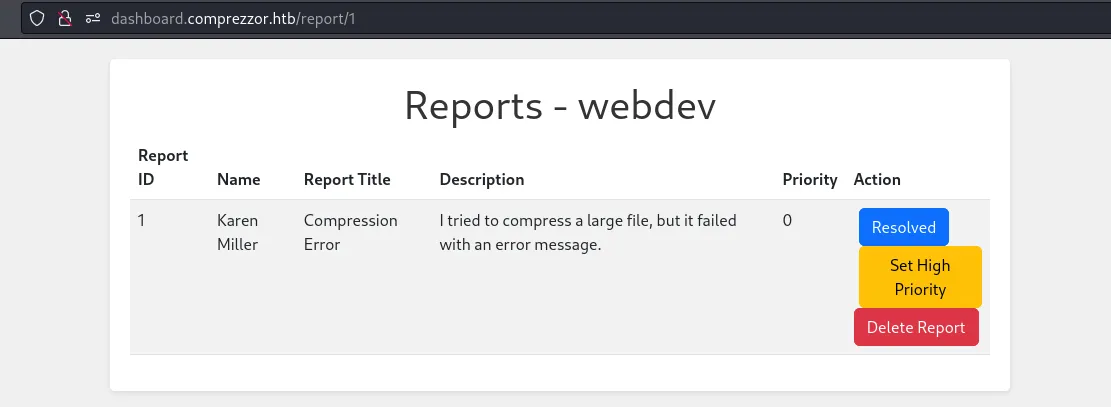 dashboard.comprezzor.htb/report/1
Reports - webdev
Report ID Name Report Title Description Priority Action
1 Karen Miller Compression Error I tried to compress a large file, but it failed with an error message. 0 Resolved
Set High Priority
Delete Report